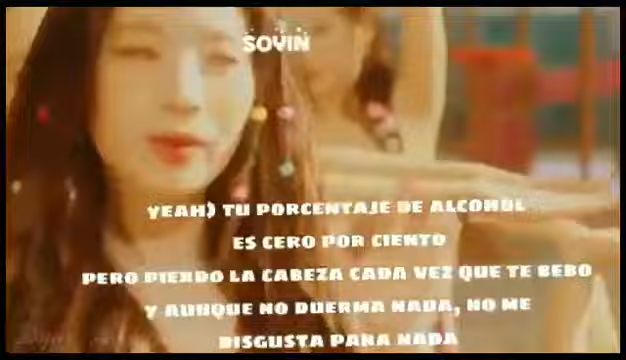 SOYIN
YEAH) TU PORCENTAJE DE ALCOHOL
ES CERO POR CIENTO
PERO PIERDO LA CABEZA CADA VEZ QUE TE BEBO
Y AUNQUE NO DUERMA NADA, NO ME
DISGUSTA PARA NADA